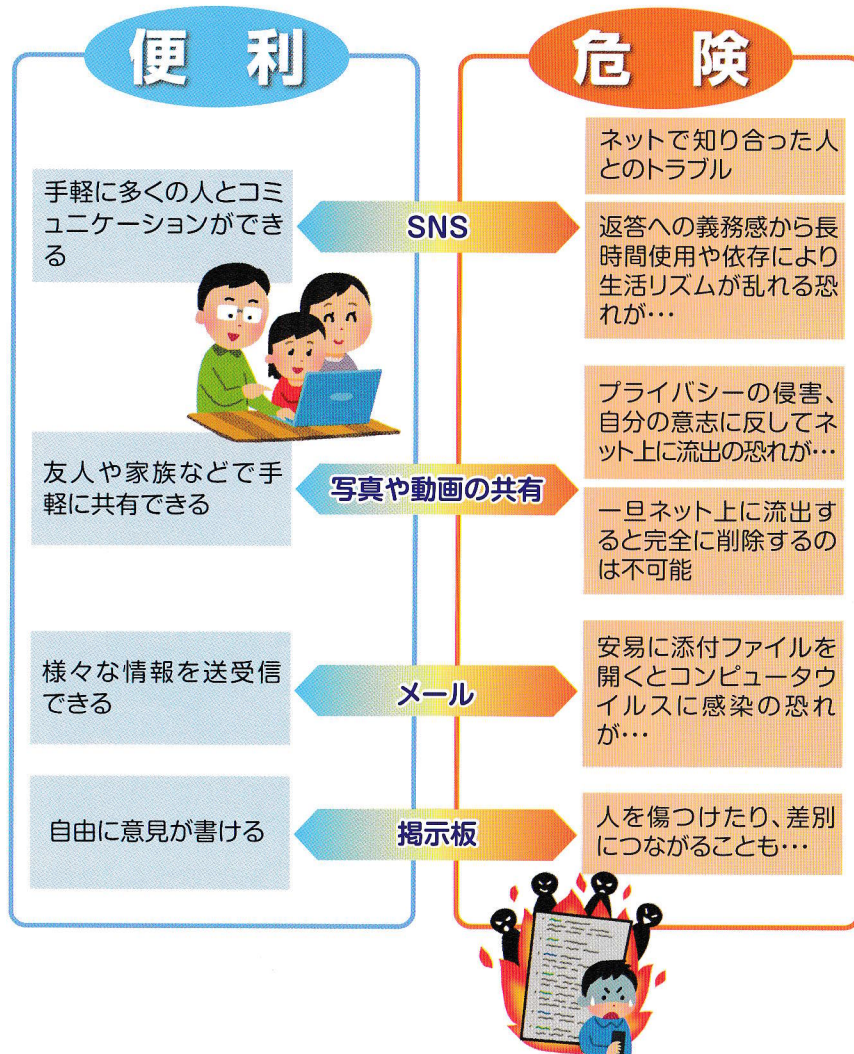 便利
危険
手軽に多くの人とコミ
ュニケーションができ
る
SNS
ネットで知り合った人
とのトラブル
返答への義務感から長
時間使用や依存により
生活リズムが乱れる恐
れが…
友人や家族などで手
軽に共有できる
写真や動画の共有
プライバシーの侵害、
自分の意志に反してネ
ット上に流出の恐れが…
一旦ネット上に流出す
ると完全に削除するの
は不可能
様々な情報を送受信
できる
メール
安易に添付ファイルを
開くとコンピュータウ
イルスに感染の恐れ
が…
自由に意見が書ける
掲示板
人を傷つけたり、差別
につながることも…